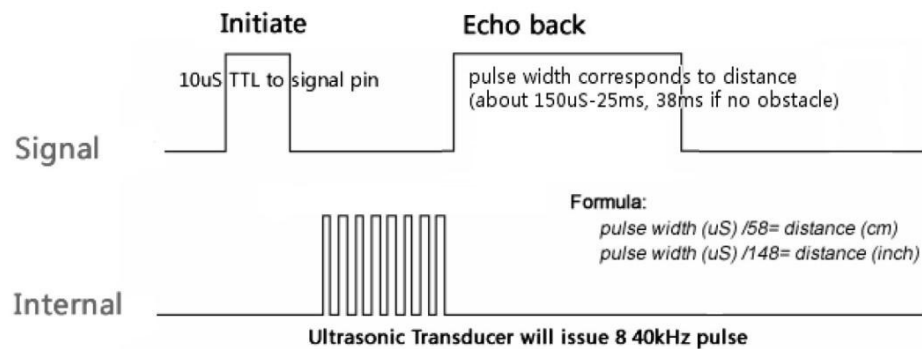 Initiate
Echo back
10uS TTL to signal pin
pulse width corresponds to distance
(about 150uS-25ms, 38ms if no obstacle)
Signal
Formula:
pulse width (uS) /58= distance (cm)
pulse width (uS) /148= distance (inch)
Internal
Ultrasonic Transducer will issue 8 40kHz pulse